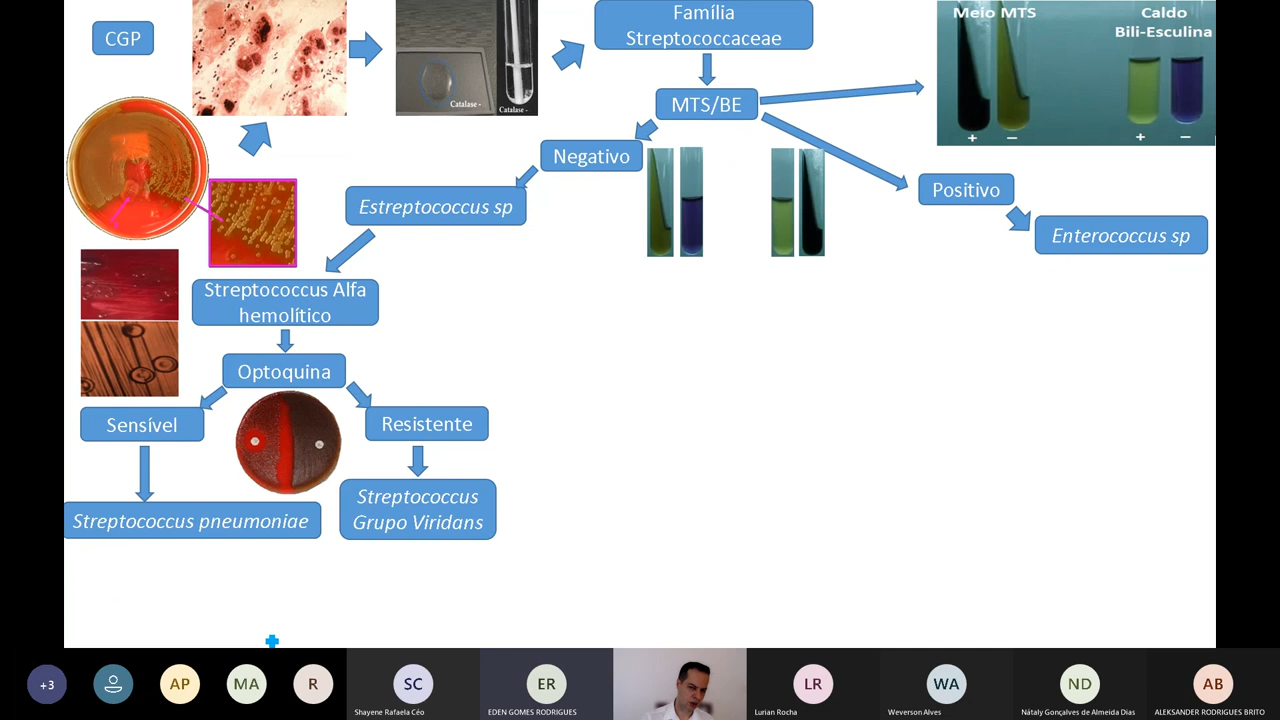 CGP
Catalase -
Catalase -
Família
Streptococcaceae
MTS/BE
Meio MTS
Caldo
Bili-Esculina
+
−
+
−
Negativo
Positivo
Estreptococcus sp
Enterococcus sp
Streptococcus Alfa
hemolítico
Optoquina
Sensível
Resistente
Streptococcus pneumoniae
Streptococcus
Grupo Viridans
+3
AP
MA
R
SC
Shayene Rafaela Céo
ER
EDEN GOMES RODRIGUES
LR
Lurian Rocha
WA
Weverson Alves
ND
Nátaly Gonçalves de Almeida Dias
AB
ALEKSANDER RODRIGUES BRITO